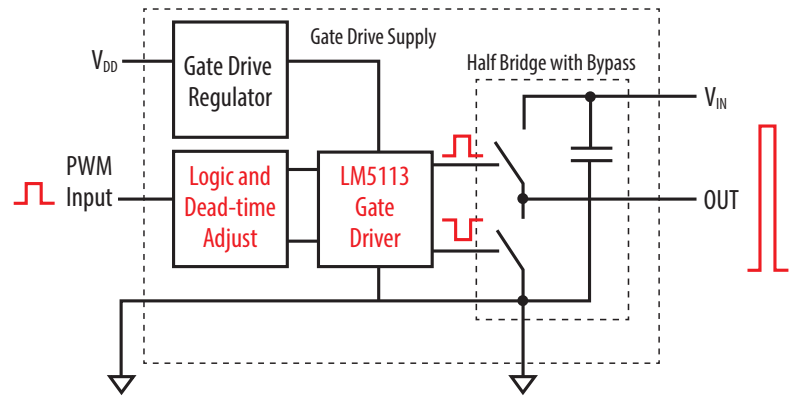 Gate Drive Supply
V_DD
Gate Drive
Regulator
Half Bridge with Bypass
V_IN
PWM
Input
Logic and
Dead-time
Adjust
LM5113
Gate
Driver
OUT